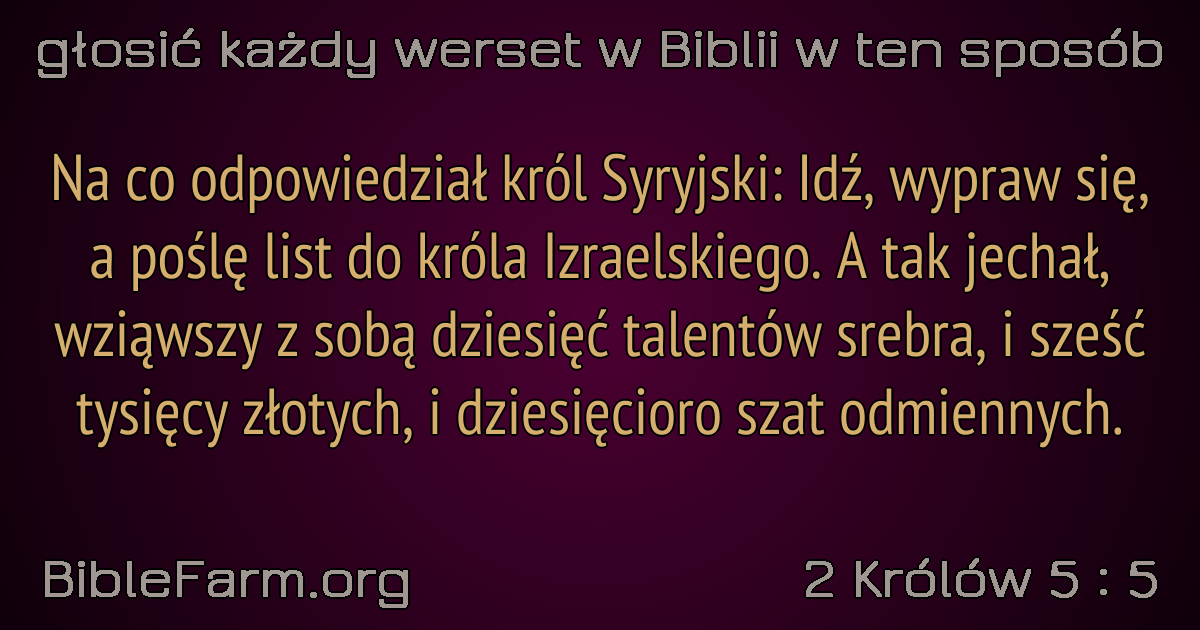 głosić każdy werset w Biblii w ten sposób
Na co odpowiedział król Syryjski: Idź, wypraw się,
a poślę list do króla Izraelskiego. A tak jechał,
wziąwszy z sobą dziesięć talentów srebra, i sześć
tysięcy złotych, i dziesięcioro szat odmiennych.
BibleFarm.org
2 Królów 5 : 5